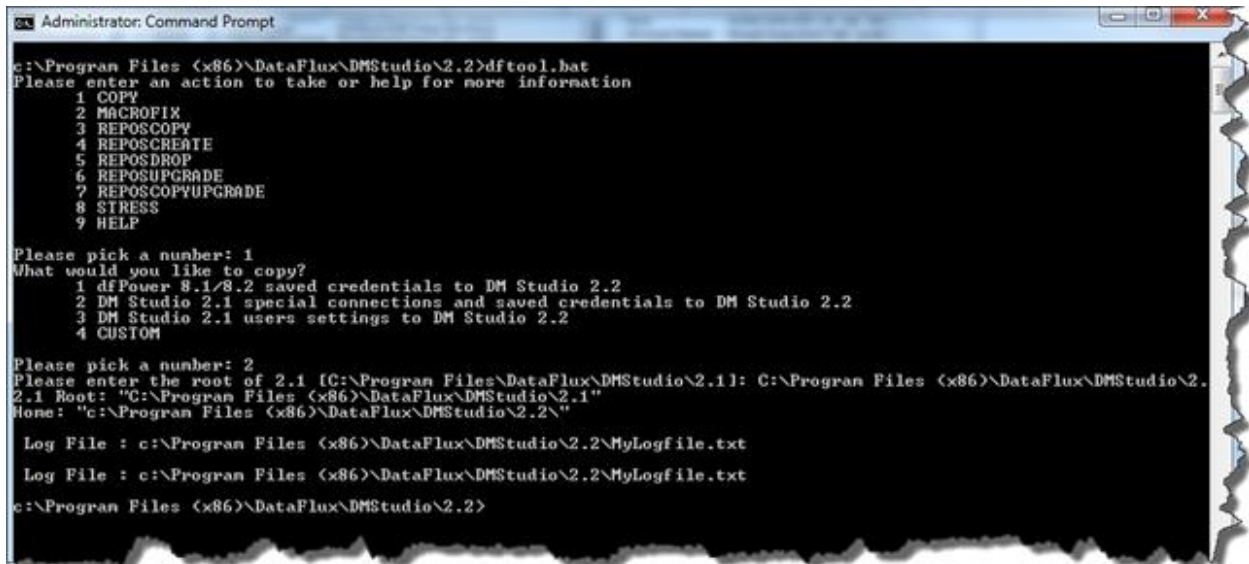 Administrator: Command Prompt
c:\Program Files (x86)\DataFlux\DMStudio\2.2>dftool.bat
Please enter an action to take or help for more information
1 COPY
2 MACROFIX
3 REPOSCOPY
4 REPOSCREATE
5 REPOSDROP
6 REPOSUPGRADE
7 REPOSCOPYUPGRADE
8 STRESS
9 HELP
Please pick a number: 1
What would you like to copy?
1 dfPower 8.1/8.2 saved credentials to DM Studio 2.2
2 DM Studio 2.1 special connections and saved credentials to DM Studio 2.2
3 DM Studio 2.1 users settings to DM Studio 2.2
4 CUSTOM
Please pick a number: 2
Please enter the root of 2.1 [C:\Program Files\DataFlux\DMStudio\2.1]: C:\Program Files (x86)\DataFlux\DMStudio\2.
2.1 Root: "C:\Program Files (x86)\DataFlux\DMStudio\2.1"
Home: "c:\Program Files (x86)\DataFlux\DMStudio\2.2\"
Log File : c:\Program Files (x86)\DataFlux\DMStudio\2.2\MyLogfile.txt
Log File : c:\Program Files (x86)\DataFlux\DMStudio\2.2\MyLogfile.txt
c:\Program Files (x86)\DataFlux\DMStudio\2.2>